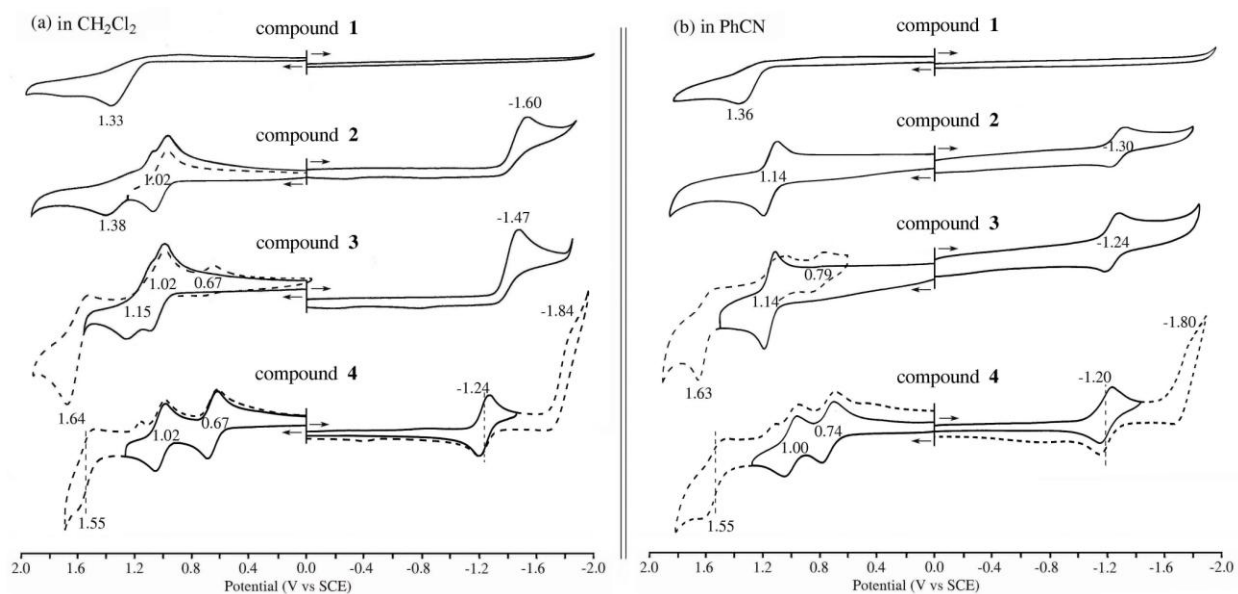 (a) in CH₂Cl₂
compound 1
1.33
compound 2
-1.60
1.02
1.38
compound 3
-1.47
1.02
0.67
1.15
-1.84
1.64
compound 4
-1.24
1.02
0.67
1.55
2.0 1.6 1.2 0.8 0.4 0.0 -0.4 -0.8 -1.2 -1.6 -2.0
Potential (V vs SCE)
(b) in PhCN
compound 1
1.36
compound 2
-1.30
1.14
compound 3
-1.24
0.79
1.14
-1.80
1.63
compound 4
-1.20
0.74
1.00
1.55
2.0 1.6 1.2 0.8 0.4 0.0 -0.4 -0.8 -1.2 -1.6 -2.0
Potential (V vs SCE)